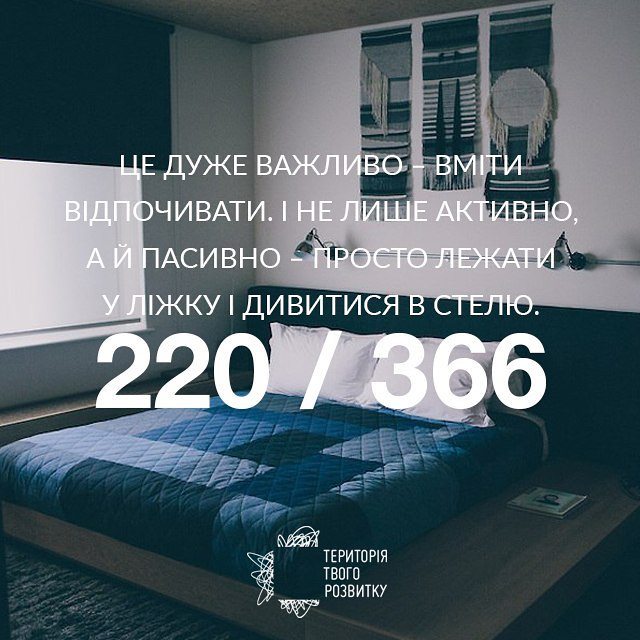 ЦЕ ДУЖЕ ВАЖЛИВО – ВМІТИ
ВІДПОЧИВАТИ. І НЕ ЛИШЕ АКТИВНО,
А Й ПАСИВНО – ПРОСТО ЛЕЖАТИ
У ЛІЖКУ І ДИВИТИСЯ В СТЕЛЮ.
220 / 366
ТЕРИТОРІЯ
ТВОГО
РОЗВИТКУ